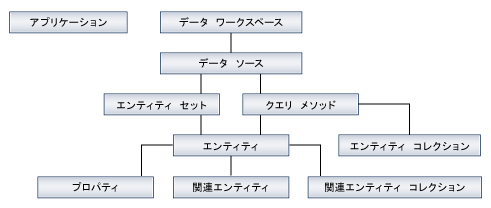 アプリケーション
データ ワークスペース
データ ソース
エンティティ セット
クエリ メソッド
エンティティ
エンティティ コレクション
プロパティ
関連エンティティ
関連エンティティ コレクション